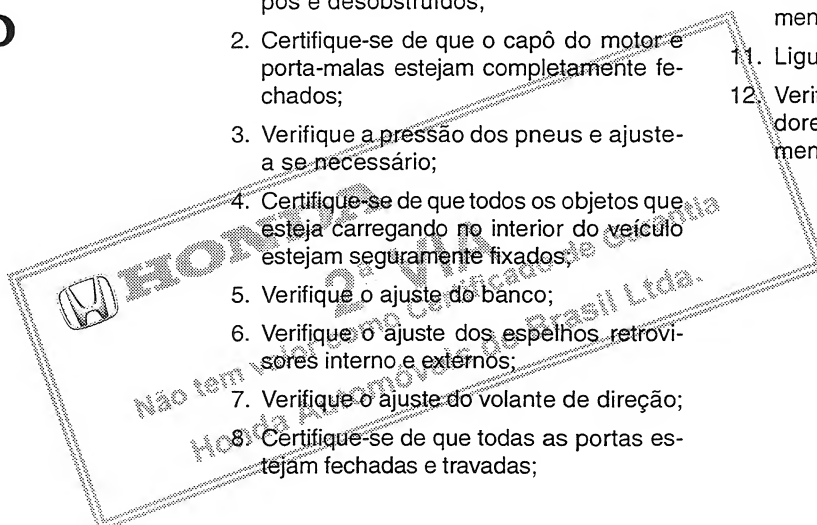 pos e desobstruídos;
2. Certifique-se de que o capô do motor e
porta-malas estejam completamente fe-
chados;
3. Verifique a pressão dos pneus e ajuste-
a se necessário;
4. Certifique-se de que todos os objetos que
esteja carregando no interior do veículo
estejam seguramente fixados;
5. Verifique o ajuste do banco;
6. Verifique o ajuste dos espelhos retrovi-
sores interno e externos;
7. Verifique o ajuste do volante de direção;
8. Certifique-se de que todas as portas es-
tejam fechadas e travadas;
men
11. Ligu
12. Verif
dore
men
HONDA
2ª VIA
Não tem valor como Certificado de Garantia
Honda Automóveis do Brasil Ltda.